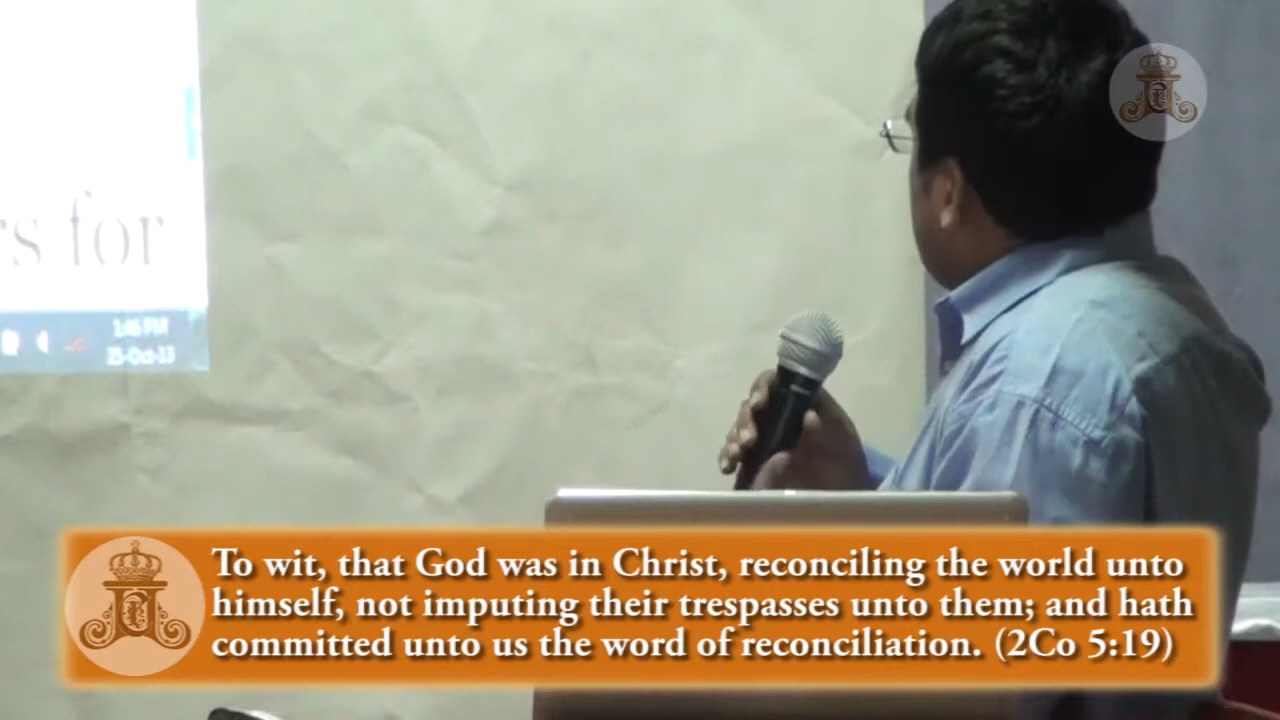 rs for
1:46 PM
25-Oct-13
To wit, that God was in Christ, reconciling the world unto
himself, not imputing their trespasses unto them; and hath
committed unto us the word of reconciliation. (2Co 5:19)